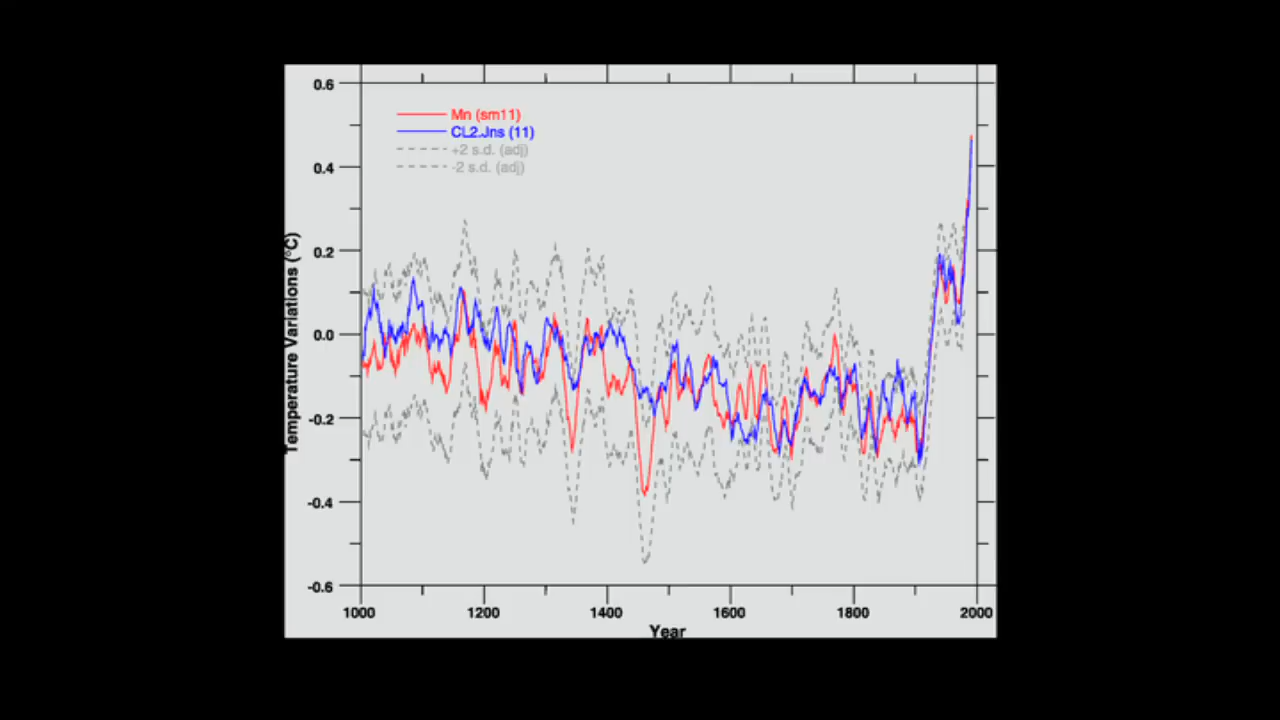 0.6
Mn (sm11)
CL2.Jns (11)
+2 s.d. (adj)
-2 s.d. (adj)
0.4
0.2
0.0
-0.2
-0.4
-0.6
Temperature Variations (°C)
1000 1200 1400 1600 1800 2000
Year